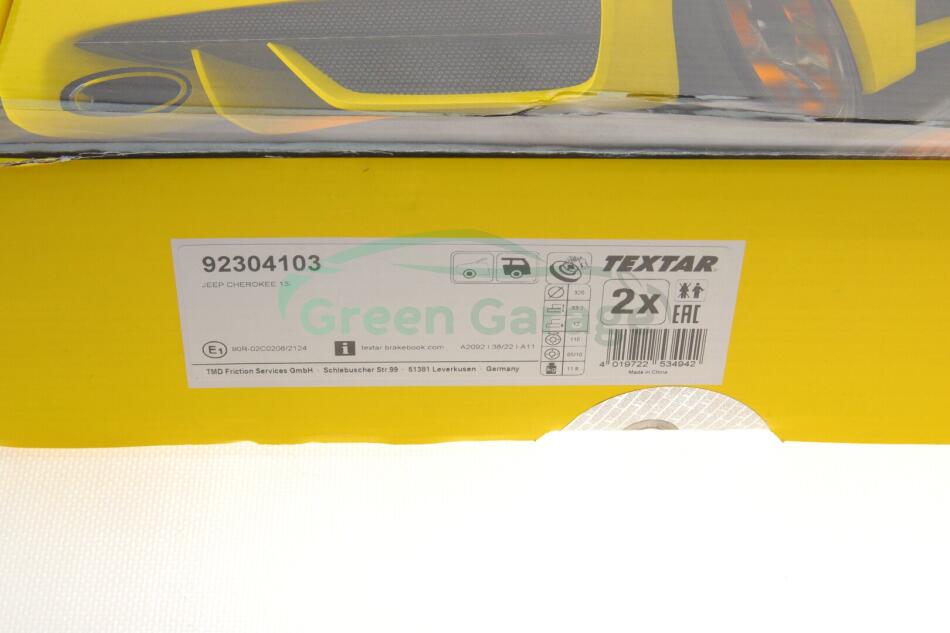 92304103
JEEP CHEROKEE 13-
TEXTAR
2x
EAC
Green Garage
E1 90R-02C0206/2124
i textar brakebook.com
A2092 I 38/22 I A11
TMD Friction Services GmbH · Schlebuscher Str.99 · 51381 Leverkusen · Germany
110
4 019722 534942
Made in China